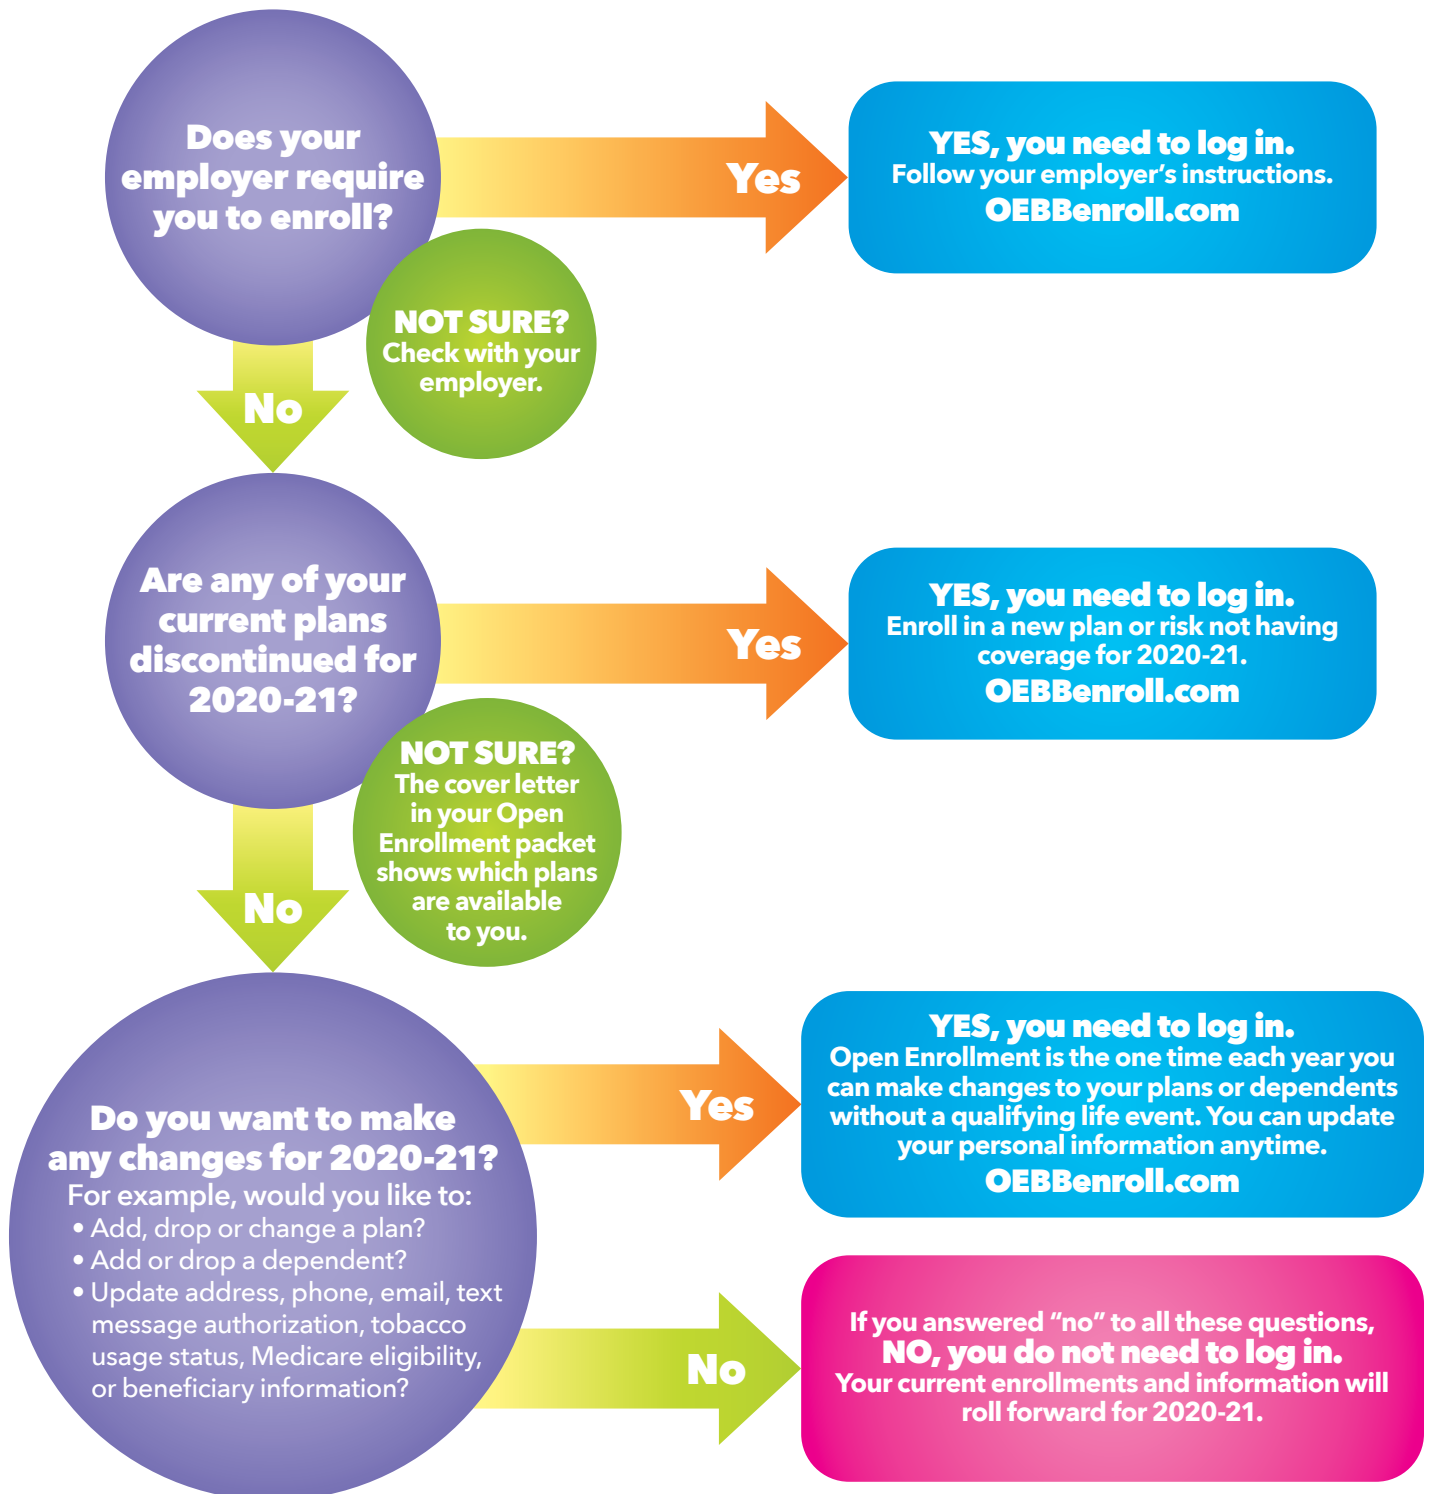 Does your
employer require
you to enroll?
Yes
YES, you need to log in.
Follow your employer’s instructions.
OEBBenroll.com
NOT SURE?
Check with your
employer.
No
Are any of your
current plans
discontinued for
2020-21?
Yes
YES, you need to log in.
Enroll in a new plan or risk not having
coverage for 2020-21.
OEBBenroll.com
NOT SURE?
The cover letter
in your Open
Enrollment packet
shows which plans
are available
to you.
No
Do you want to make
any changes for 2020-21?
For example, would you like to:
• Add, drop or change a plan?
• Add or drop a dependent?
• Update address, phone, email, text
message authorization, tobacco
usage status, Medicare eligibility,
or beneficiary information?
Yes
YES, you need to log in.
Open Enrollment is the one time each year you
can make changes to your plans or dependents
without a qualifying life event. You can update
your personal information anytime.
OEBBenroll.com
No
If you answered “no” to all these questions,
NO, you do not need to log in.
Your current enrollments and information will
roll forward for 2020-21.